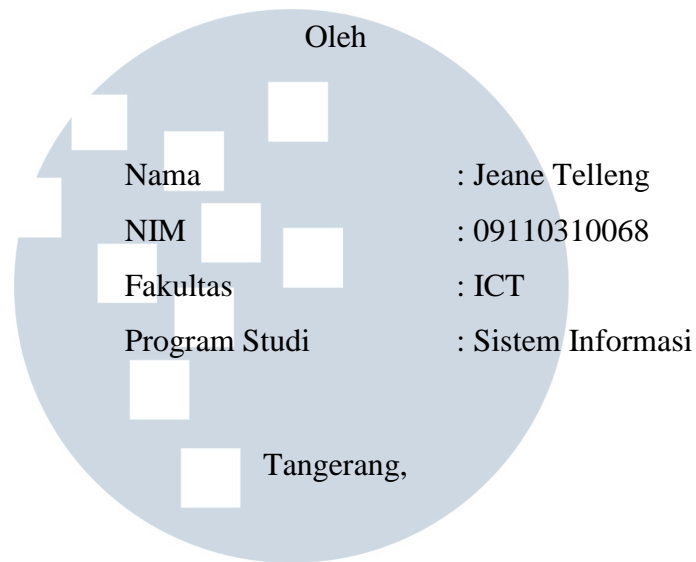 Oleh
Nama : Jeane Telleng
NIM : 09110310068
Fakultas : ICT
Program Studi : Sistem Informasi
Tangerang,